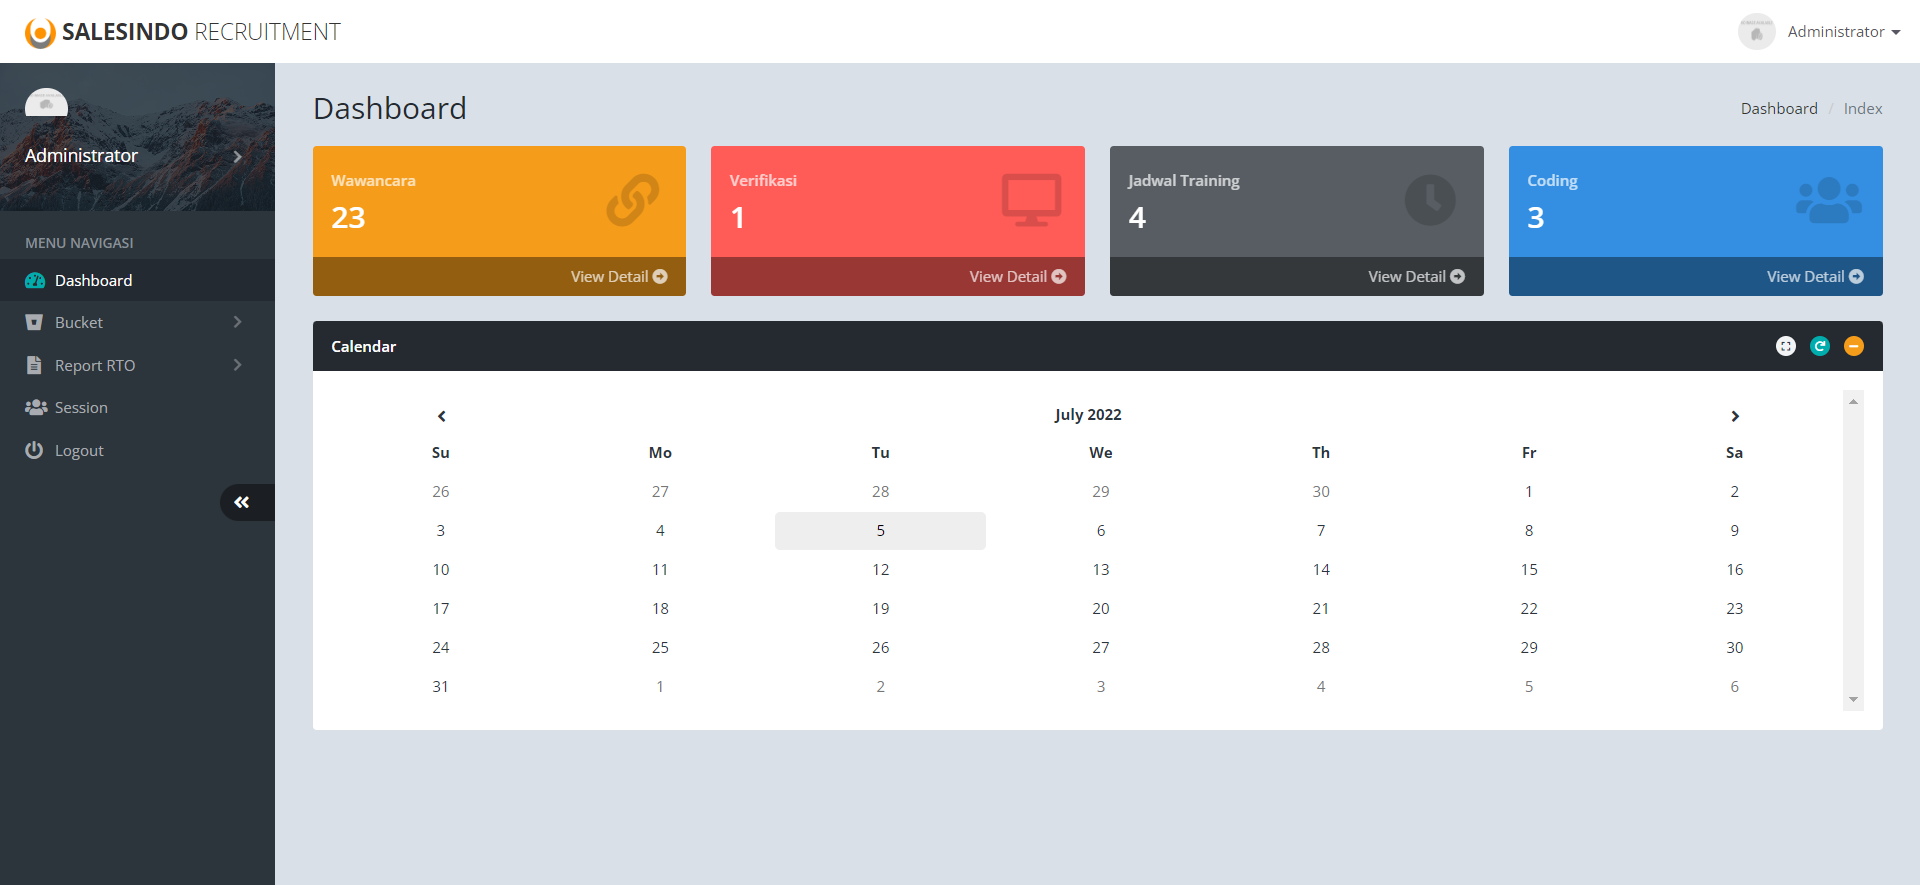 SALESINDO RECRUITMENT
Administrator
Administrator
MENU NAVIGASI
Dashboard
Bucket
Report RTO
Session
Logout
Dashboard
Dashboard / Index
Wawancara
23
View Detail
Verifikasi
1
View Detail
Jadwal Training
4
View Detail
Coding
3
View Detail
Calendar
July 2022
Su Mo Tu We Th Fr Sa
26 27 28 29 30 1 2
3 4 5 6 7 8 9
10 11 12 13 14 15 16
17 18 19 20 21 22 23
24 25 26 27 28 29 30
31 1 2 3 4 5 6